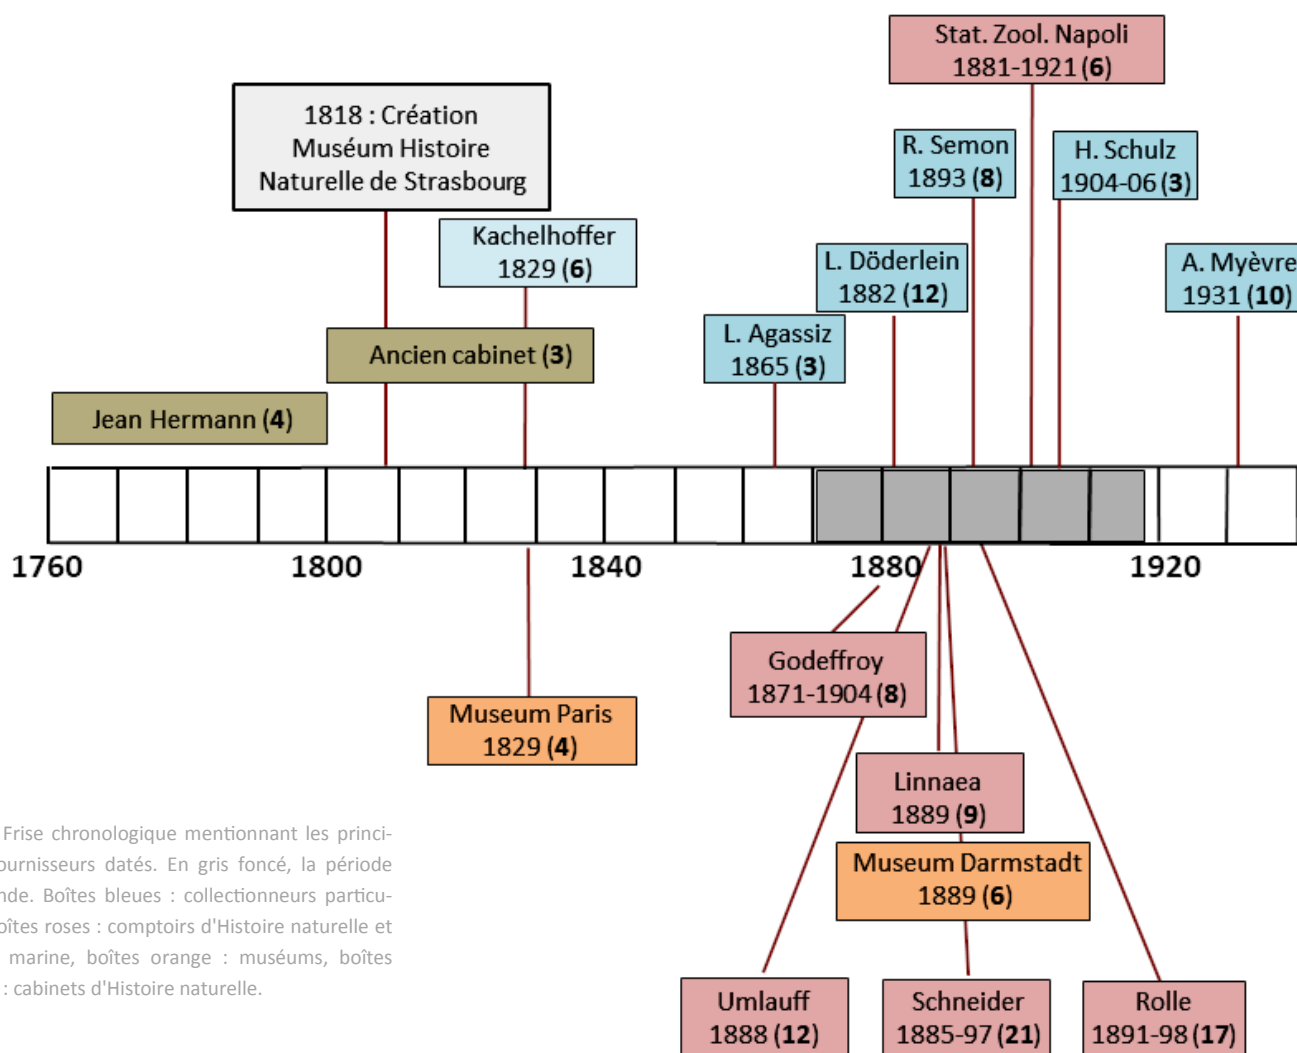 Stat. Zool. Napoli
1881-1921 (6)
1818 : Création
Muséum Histoire
Naturelle de Strasbourg
R. Semon
1893 (8)
H. Schulz
1904-06 (3)
Kachelhoffer
1829 (6)
L. Döderlein
1882 (12)
A. Myèvre
1931 (10)
L. Agassiz
1865 (3)
Ancien cabinet (3)
Jean Hermann (4)
1760
1800
1840
1880
1920
Godeffroy
1871-1904 (8)
Museum Paris
1829 (4)
Linnaea
1889 (9)
Museum Darmstadt
1889 (6)
Umlauff
1888 (12)
Schneider
1885-97 (21)
Rolle
1891-98 (17)
Frise chronologique mentionnant les princi-
ournisseurs datés. En gris foncé, la période
nde. Boîtes bleues : collectionneurs particu-
oîtes roses : comptoirs d'Histoire naturelle et
marine, boîtes orange : muséums, boîtes
: cabinets d'Histoire naturelle.